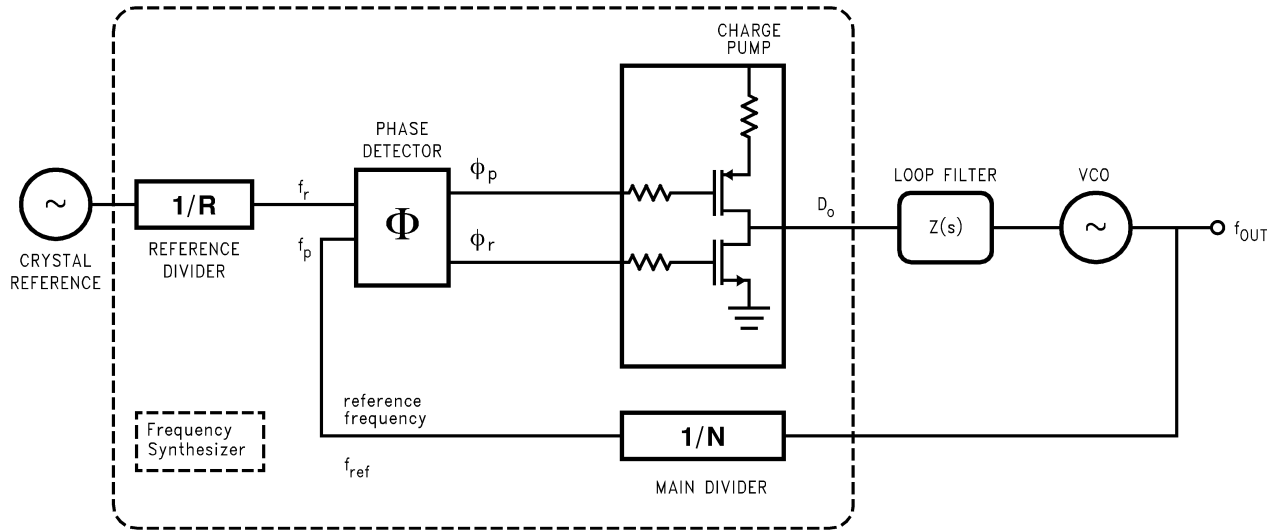 CHARGE
PUMP
PHASE
DETECTOR
ϕp
LOOP FILTER
VCO
~
1/R
fr
Φ
Do
Z(s)
~
fOUT
CRYSTAL
REFERENCE
REFERENCE
DIVIDER
fp
ϕr
reference
frequency
Frequency
Synthesizer
1/N
fref
MAIN DIVIDER